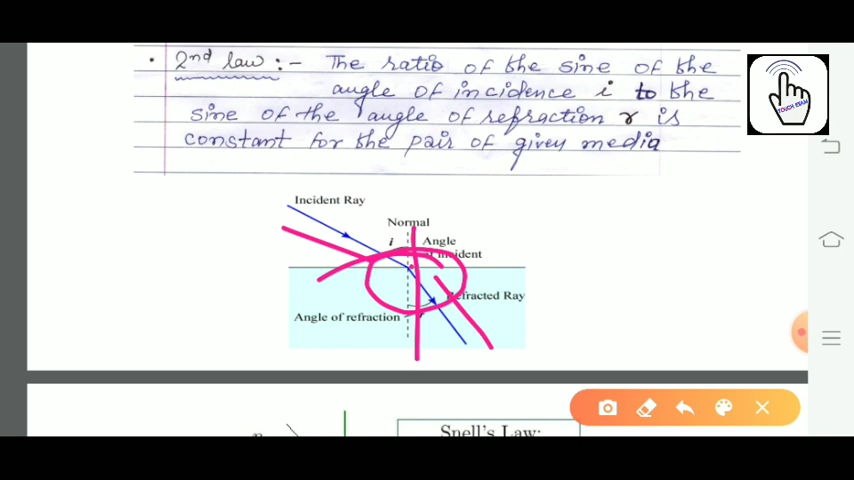 • 2nd law :- The ratio of the sine of the
angle of incidence i to the
sine of the angle of refraction r is
constant for the pair of given media
TOUCH EXAM
Incident Ray
Normal
i
Angle
incident
Refracted Ray
Angle of refraction
r
n
Snell's Law: